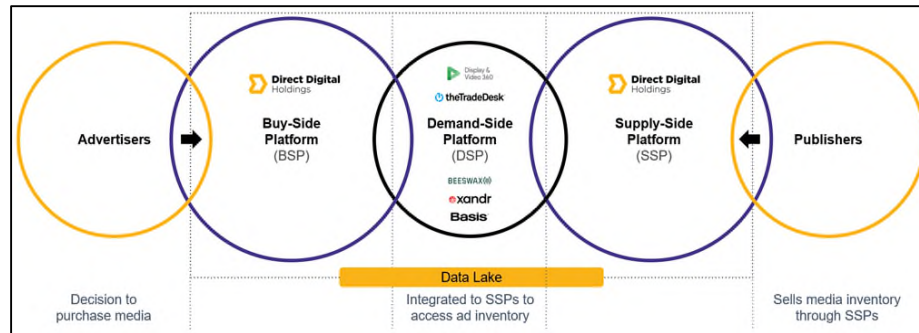 Advertisers
Direct Digital
Holdings
Buy-Side
Platform
(BSP)
Display &
Video 360
theTradeDesk
Demand-Side
Platform
(DSP)
BEESWAX
xandr
Basis
Direct Digital
Holdings
Supply-Side
Platform
(SSP)
Publishers
Data Lake
Decision to
purchase media
Integrated to SSPs to
access ad inventory
Sells media inventory
through SSPs